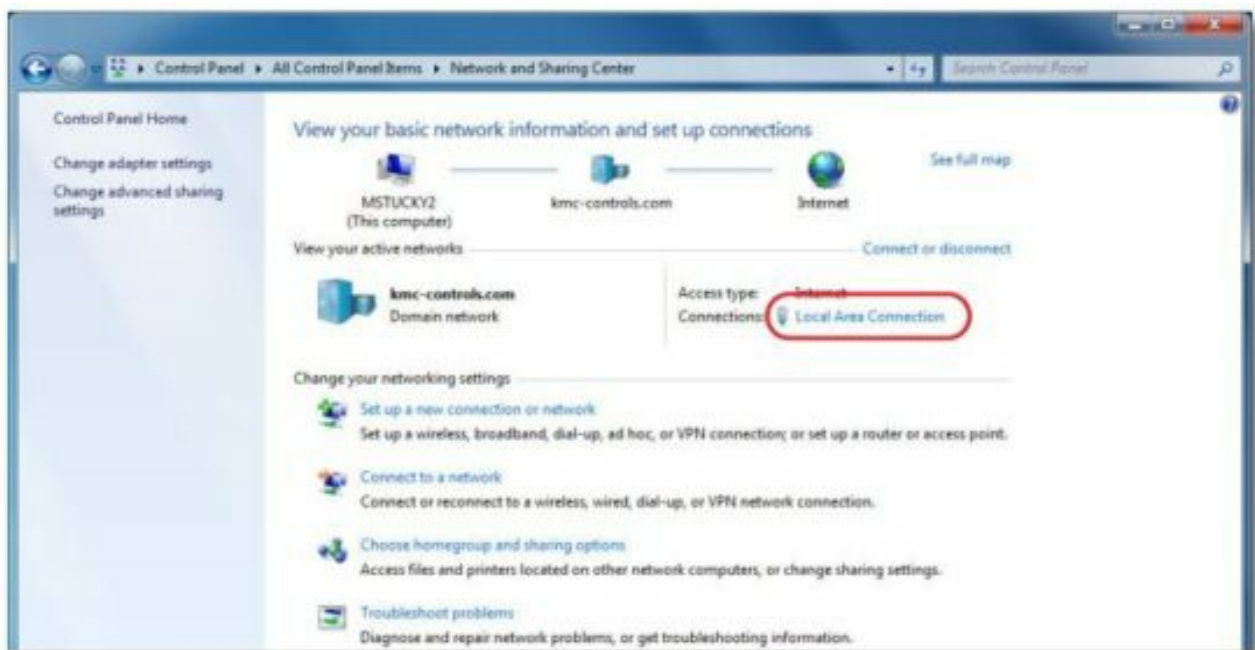 Control Panel ▸ All Control Panel Items ▸ Network and Sharing Center
Search Control Panel
Control Panel Home
Change adapter settings
Change advanced sharing
settings
View your basic network information and set up connections
See full map
MSTUCKY2
(This computer)
kmc-controls.com
Internet
View your active networks
Connect or disconnect
kmc-controls.com
Domain network
Access type: Internet
Connections: Local Area Connection
Change your networking settings
Set up a new connection or network
Set up a wireless, broadband, dial-up, ad hoc, or VPN connection; or set up a router or access point.
Connect to a network
Connect or reconnect to a wireless, wired, dial-up, or VPN network connection.
Choose homegroup and sharing options
Access files and printers located on other network computers, or change sharing settings.
Troubleshoot problems
Diagnose and repair network problems, or get troubleshooting information.